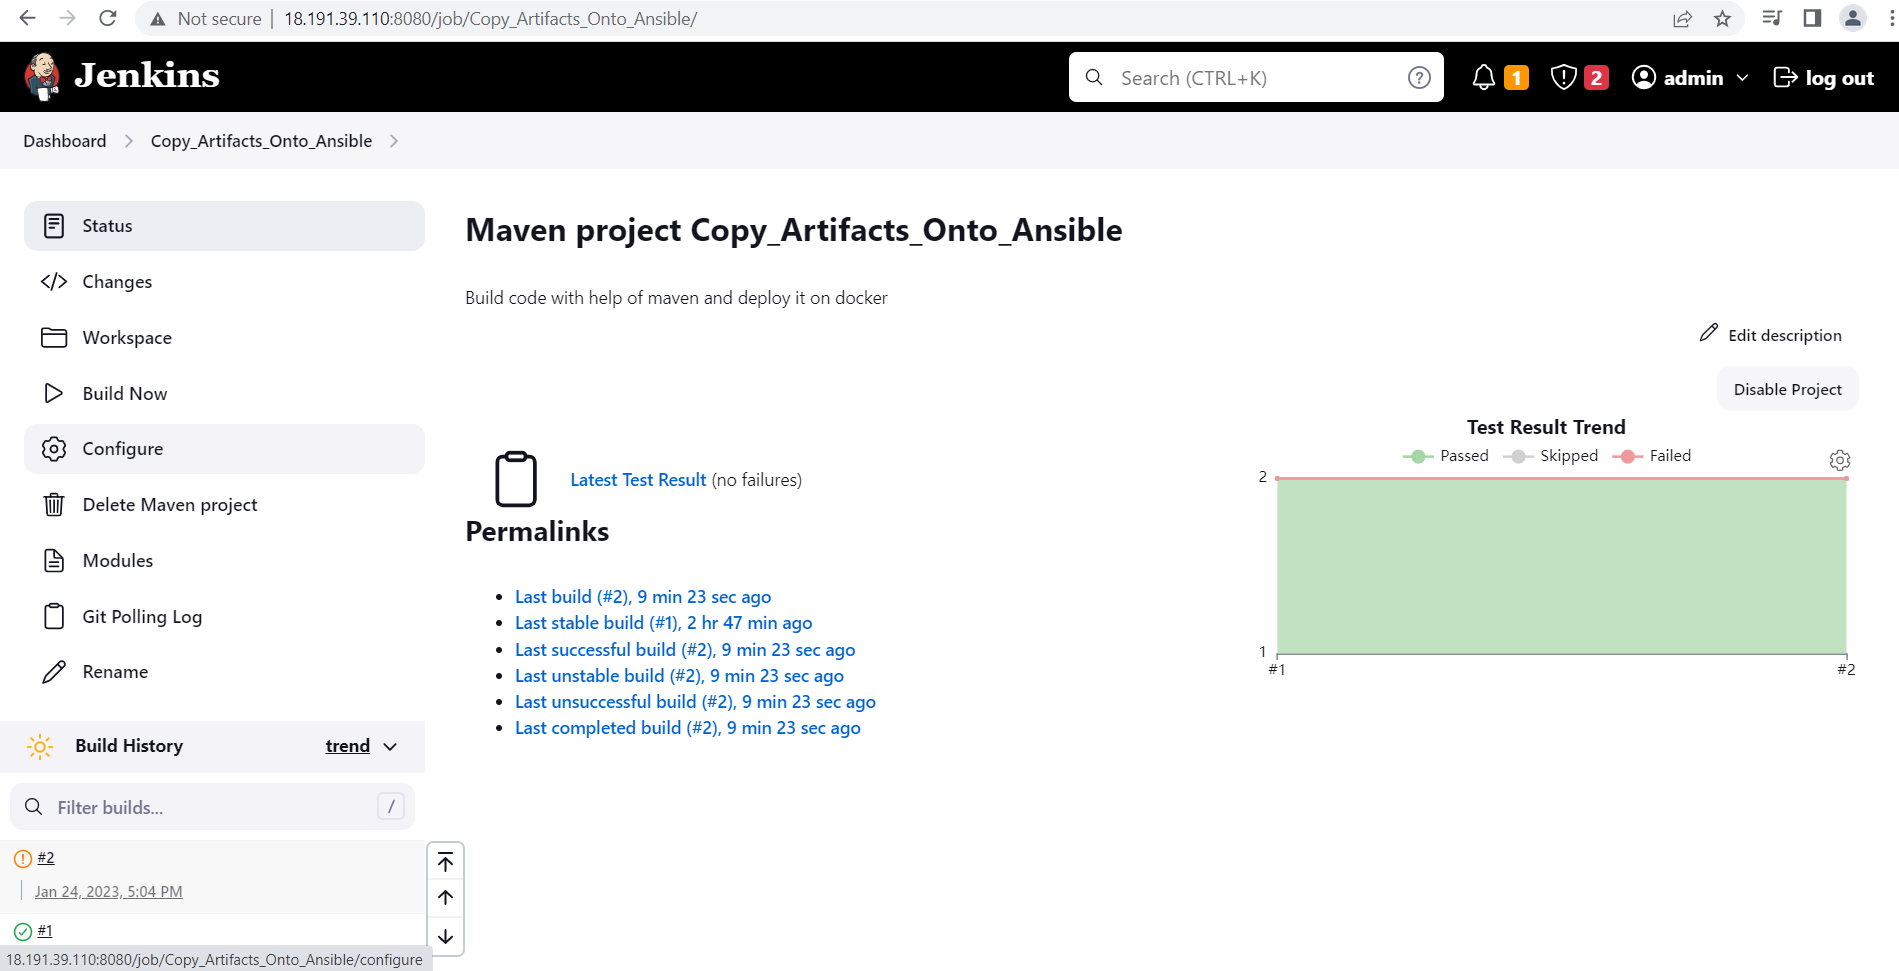 Not secure | 18.191.39.110:8080/job/Copy_Artifacts_Onto_Ansible/
Jenkins
Search (CTRL+K) ?
1
2
admin
log out
Dashboard
Copy_Artifacts_Onto_Ansible
Status
Changes
Workspace
Build Now
Configure
Delete Maven project
Modules
Git Polling Log
Rename
Build History trend
Filter builds... /
#2
Jan 24, 2023, 5:04 PM
#1
18.191.39.110:8080/job/Copy_Artifacts_Onto_Ansible/configure
Maven project Copy_Artifacts_Onto_Ansible
Build code with help of maven and deploy it on docker
Edit description
Disable Project
Latest Test Result (no failures)
Permalinks
Last build (#2), 9 min 23 sec ago
Last stable build (#1), 2 hr 47 min ago
Last successful build (#2), 9 min 23 sec ago
Last unstable build (#2), 9 min 23 sec ago
Last unsuccessful build (#2), 9 min 23 sec ago
Last completed build (#2), 9 min 23 sec ago
Test Result Trend
Passed Skipped Failed
2
1
#1 #2